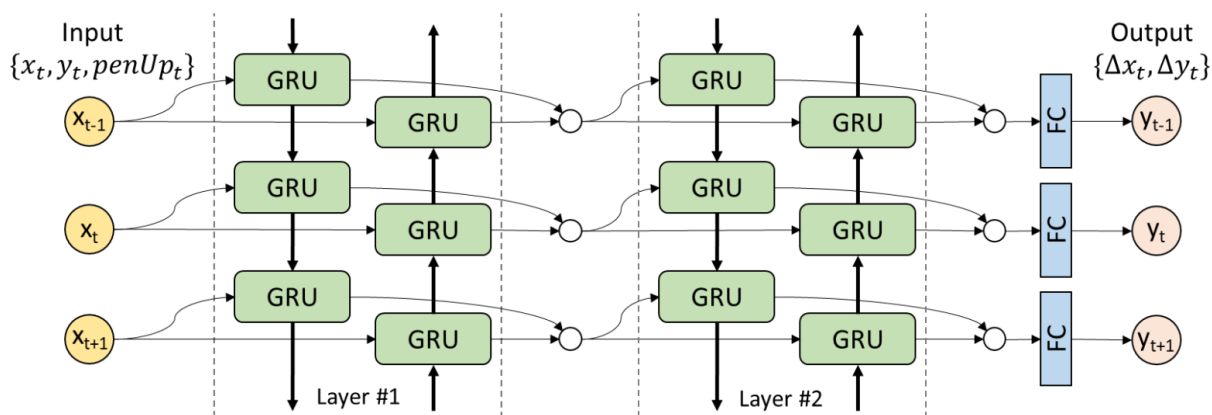 Input
{x_t, y_t, penUp_t}
Output
{Δx_t, Δy_t}
GRU
GRU
x_{t-1}
GRU
GRU
FC
y_{t-1}
GRU
GRU
x_t
GRU
GRU
FC
y_t
GRU
GRU
x_{t+1}
GRU
GRU
FC
y_{t+1}
Layer #1
Layer #2